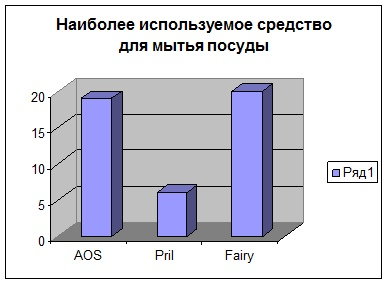 Наиболее используемое средство
для мытья посуды
20
15
10
5
0
AOS Pril Fairy
Ряд1